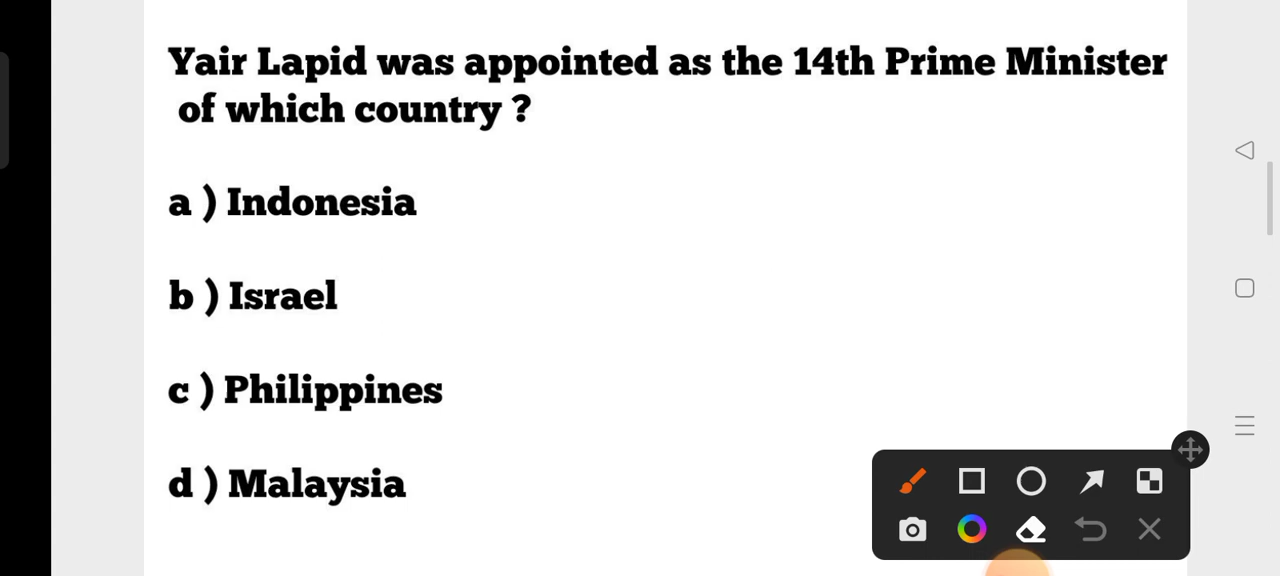 Yair Lapid was appointed as the 14th Prime Minister
of which country ?
a ) Indonesia
b ) Israel
c ) Philippines
d ) Malaysia